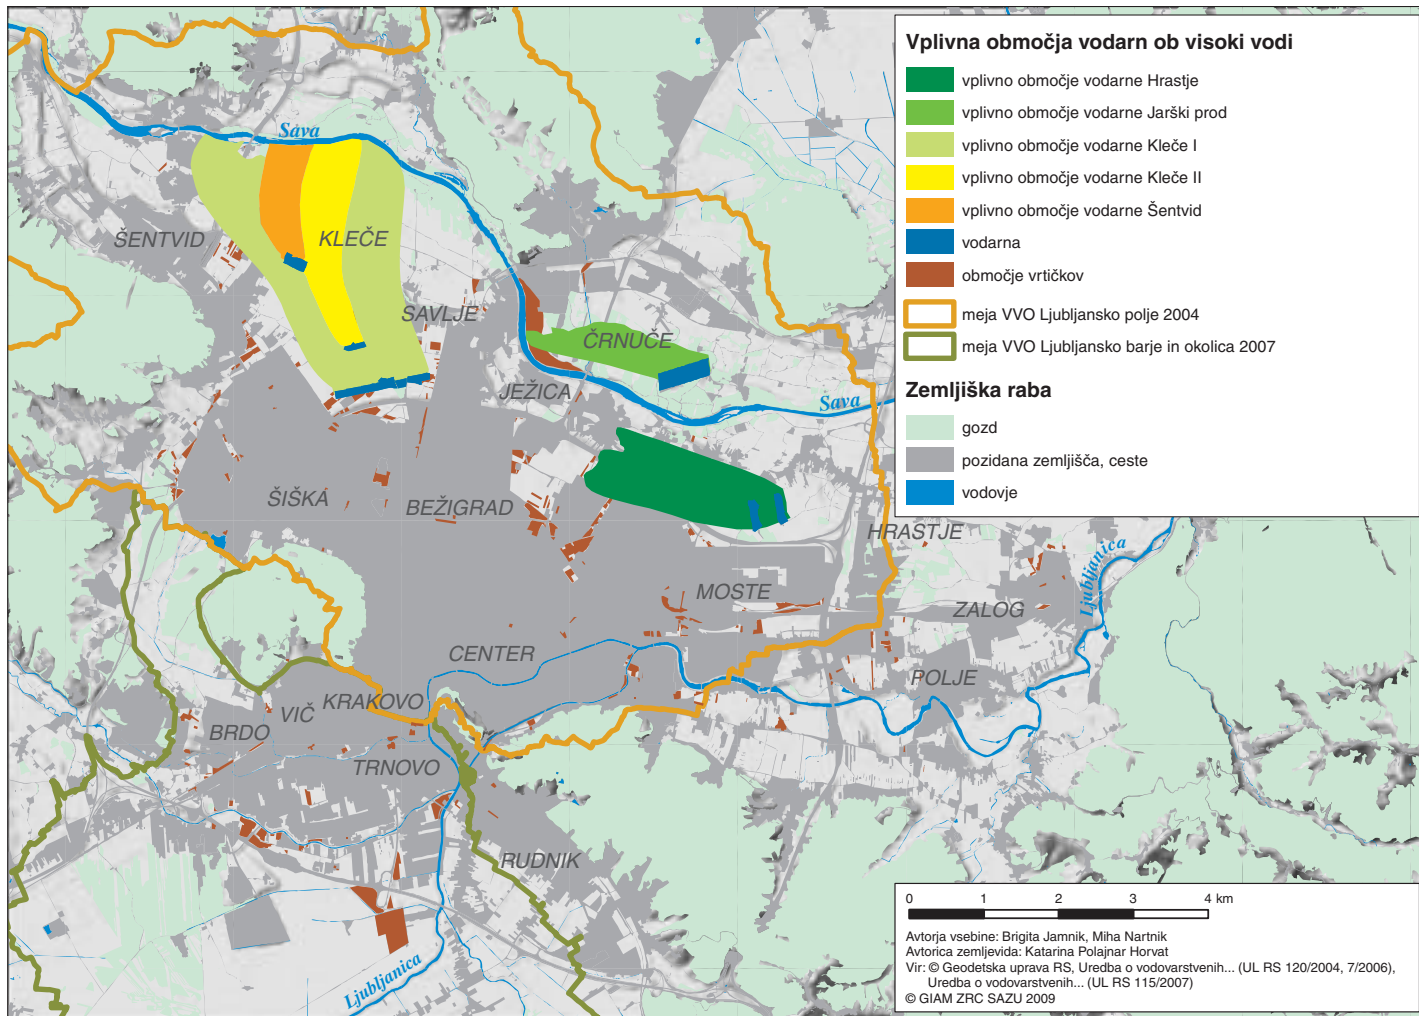 Vplivna območja vodarn ob visoki vodi
vplivno območje vodarne Hrastje
vplivno območje vodarne Jarški prod
vplivno območje vodarne Kleče I
vplivno območje vodarne Kleče II
vplivno območje vodarne Šentvid
vodarna
območje vrtičkov
meja VVO Ljubljansko polje 2004
meja VVO Ljubljansko barje in okolica 2007
Zemljiška raba
gozd
pozidana zemljišča, ceste
vodovje
Sava
ŠENTVID
KLEČE
SAVLJE
ČRNUČE
JEŽICA
Sava
ŠIŠKA
BEŽIGRAD
HRASTJE
Ljubljanica
MOSTE
ZALOG
CENTER
POLJE
KRAKOVO
VIČ
BRDO
TRNOVO
RUDNIK
Ljubljanica
0 1 2 3 4 km
Avtorja vsebine: Brigita Jamnik, Miha Nartnik
Avtorica zemljevida: Katarina Polajnar Horvat
Vir: © Geodetska uprava RS, Uredba o vodovarstvenih... (UL RS 120/2004, 7/2006),
Uredba o vodovarstvenih... (UL RS 115/2007)
© GIAM ZRC SAZU 2009